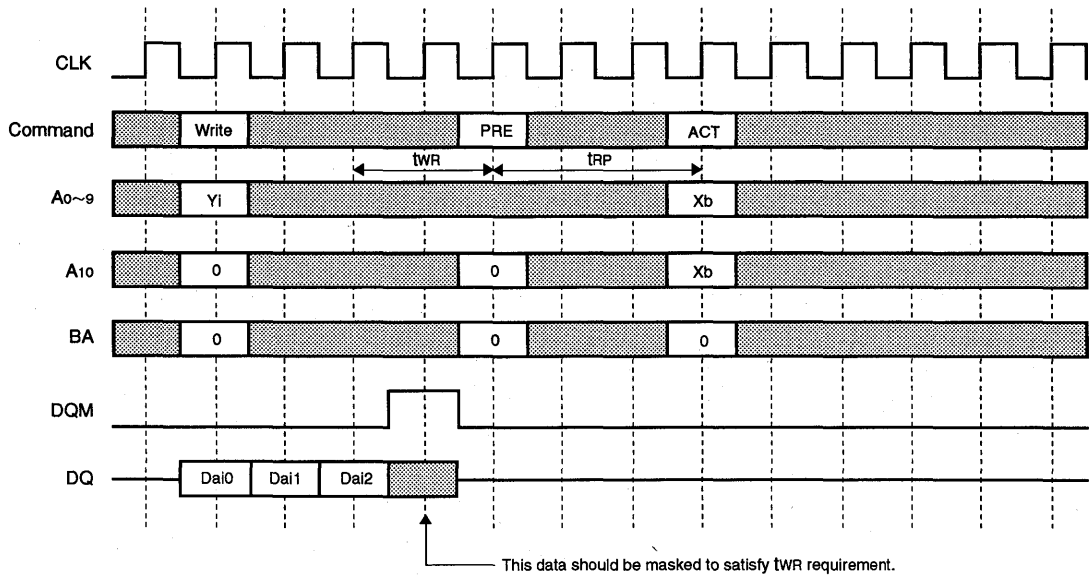 CLK
Command Write PRE ACT
tWR tRP
A0~9 Yi Xb
A10 0 0 Xb
BA 0 0 0
DQM
DQ Dai0 Dai1 Dai2
This data should be masked to satisfy tWR requirement.